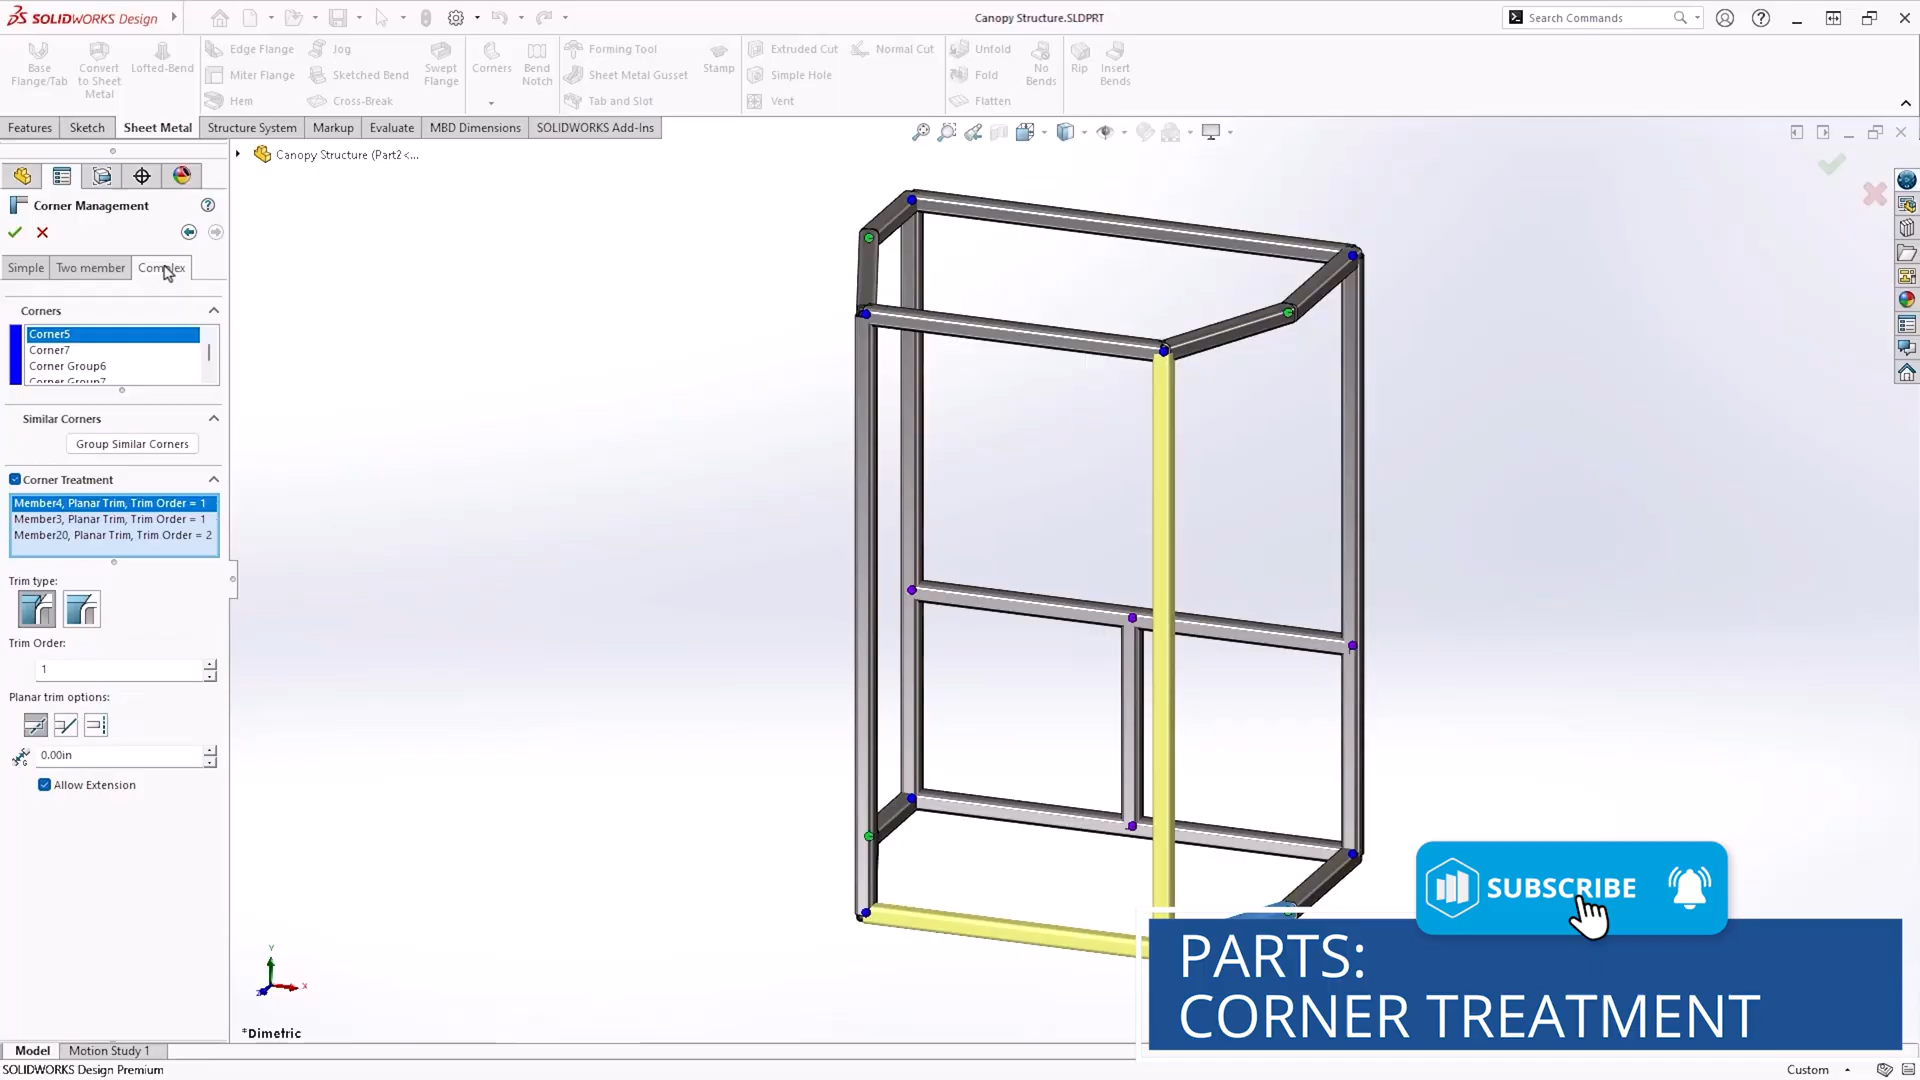 SOLIDWORKS Design
Canopy Structure.SLDPRT
Search Commands
Base Flange/Tab
Convert to Sheet Metal
Lofted-Bend
Edge Flange
Miter Flange
Hem
Jog
Sketched Bend
Cross-Break
Swept Flange
Corners
Bend Notch
Forming Tool
Sheet Metal Gusset
Tab and Slot
Stamp
Extruded Cut
Simple Hole
Vent
Normal Cut
Unfold
Fold
Flatten
No Bends
Rip
Insert Bends
Features
Sketch
Sheet Metal
Structure System
Markup
Evaluate
MBD Dimensions
SOLIDWORKS Add-Ins
Canopy Structure (Part2<...
Corner Management
Simple
Two member
Complex
Corners
Corner5
Corner7
Corner Group6
Corner Group7
Similar Corners
Group Similar Corners
Corner Treatment
Member4, Planar Trim, Trim Order = 1
Member3, Planar Trim, Trim Order = 1
Member20, Planar Trim, Trim Order = 2
Trim type:
Trim Order:
1
Planar trim options:
0.00in
Allow Extension
Y
X
Z
*Dimetric
SUBSCRIBE
PARTS:
CORNER TREATMENT
Model
Motion Study 1
SOLIDWORKS Design Premium
Custom